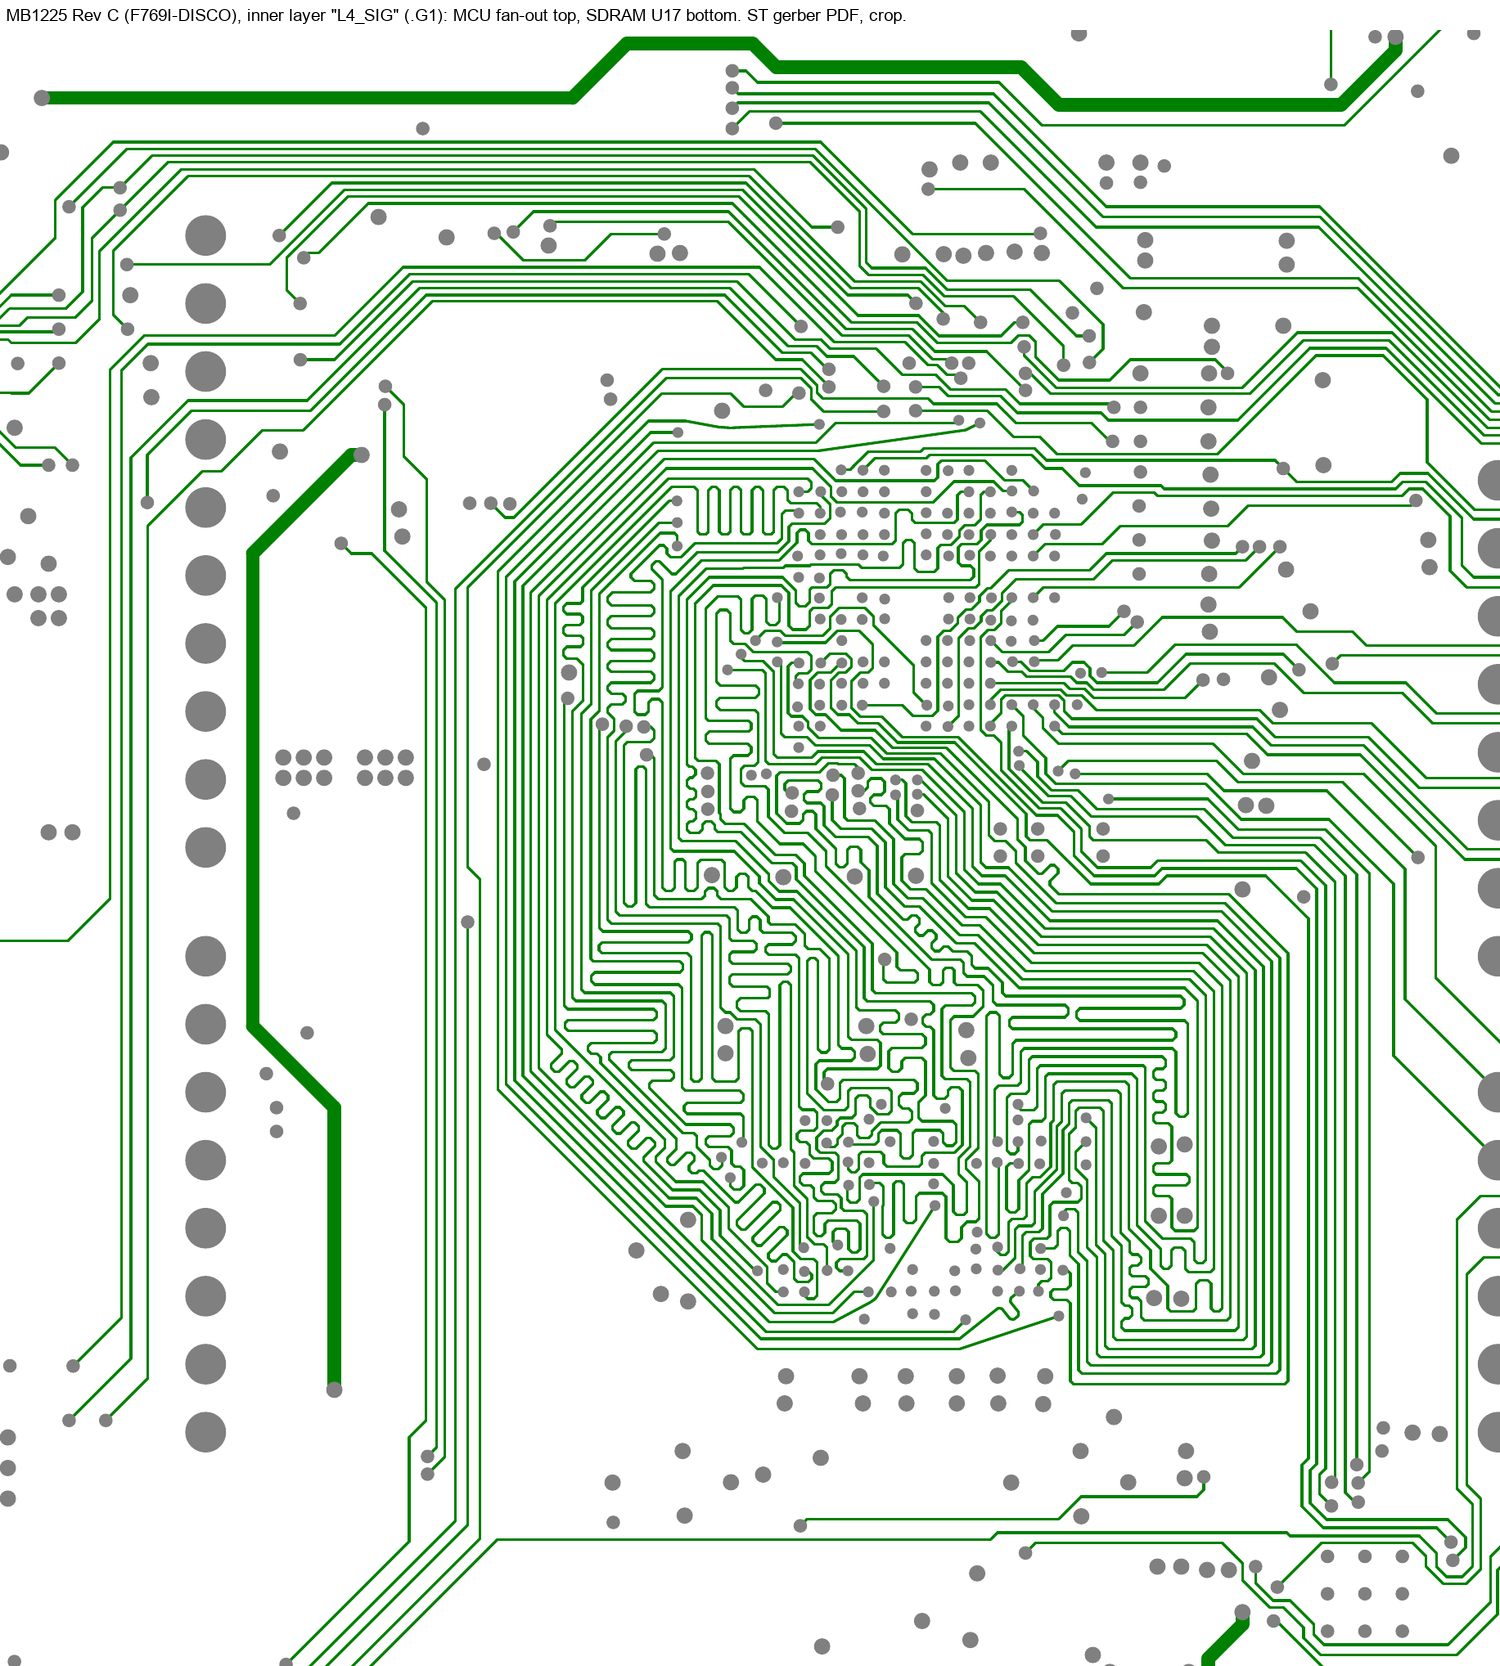 MB1225 Rev C (F769I-DISCO), inner layer "L4_SIG" (.G1): MCU fan-out top, SDRAM U17 bottom. ST gerber PDF, crop.